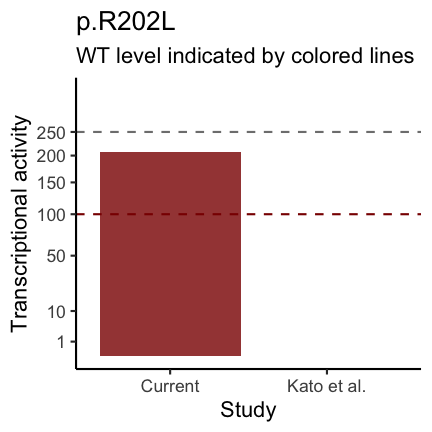 p.R202L
WT level indicated by colored lines
Transcriptional activity
250
200
150
100
50
10
1
Current
Kato et al.
Study